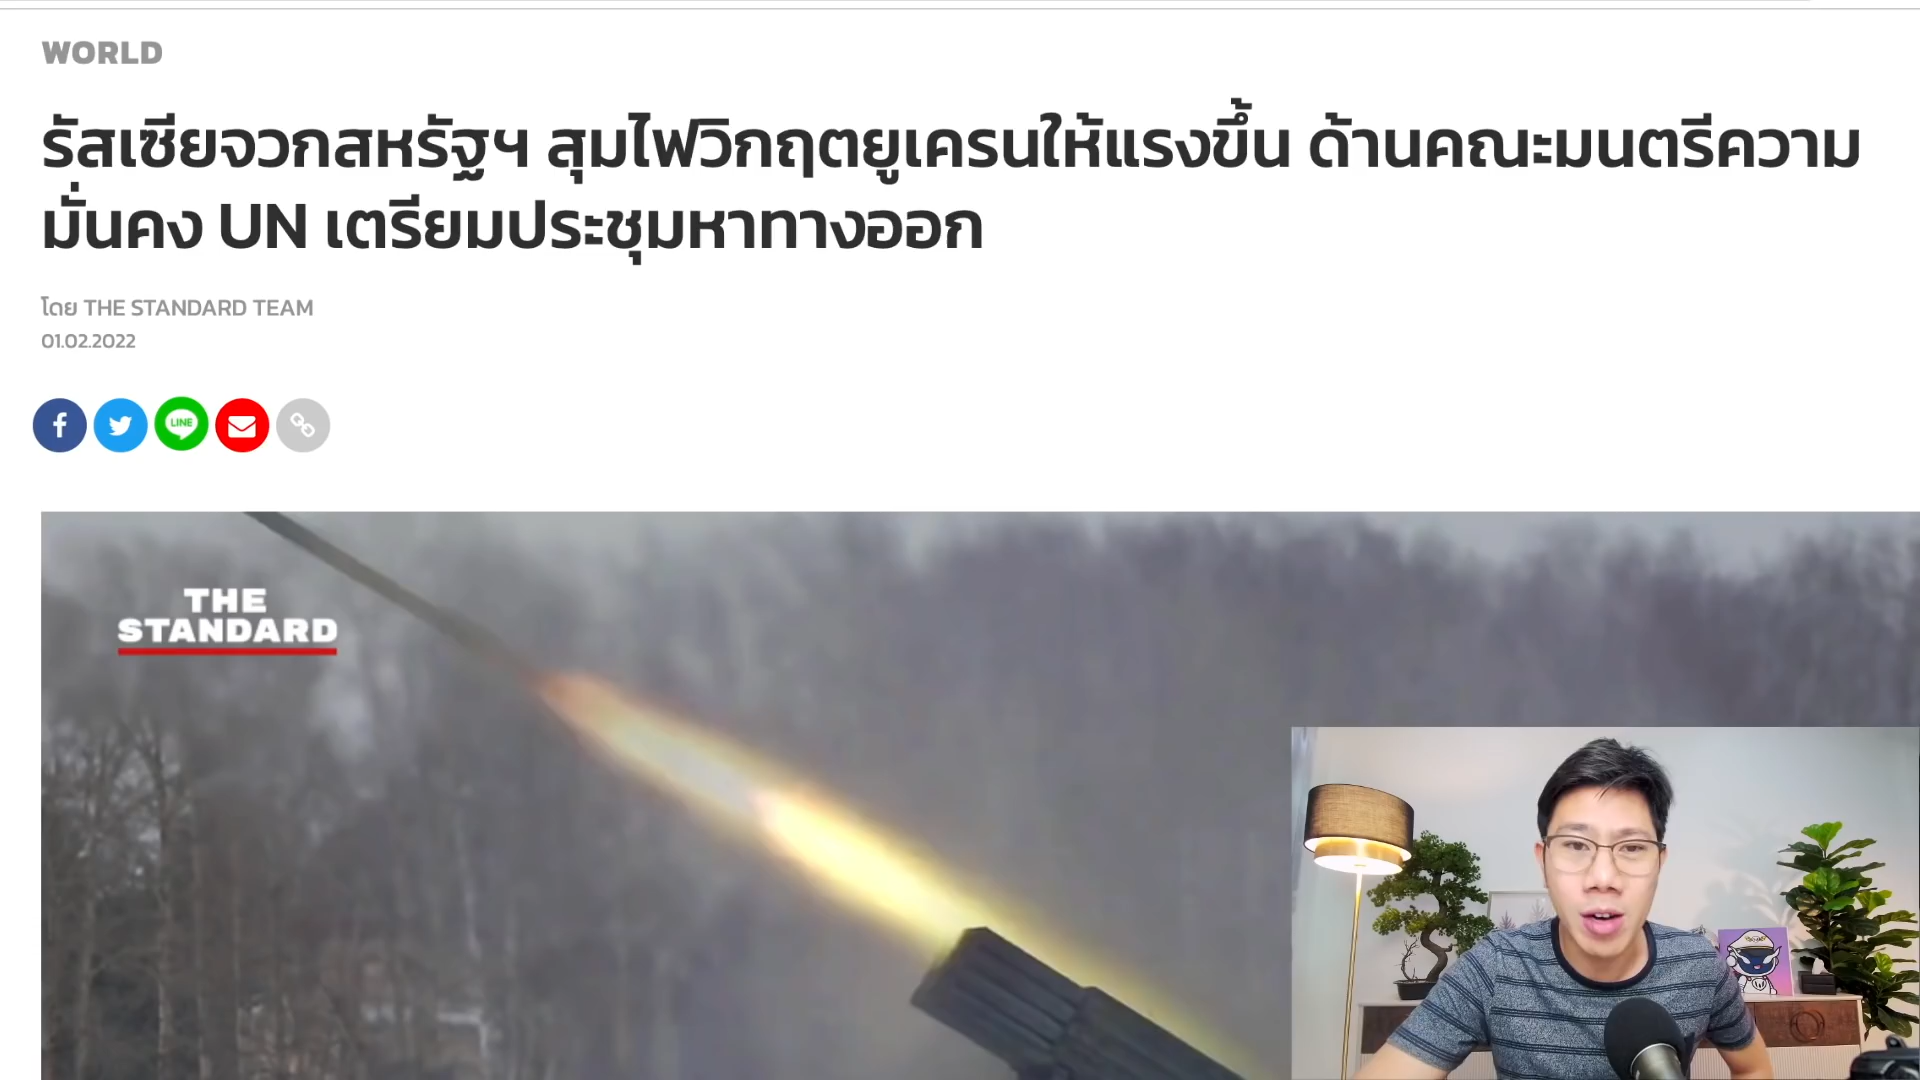 WORLD
รัสเซียจวกสหรัฐฯ สุมไฟวิกฤตยูเครนให้แรงขึ้น ด้านคณะมนตรีความ
มั่นคง UN เตรียมประชุมหาทางออก
โดย THE STANDARD TEAM
01.02.2022
LINE
THE
STANDARD